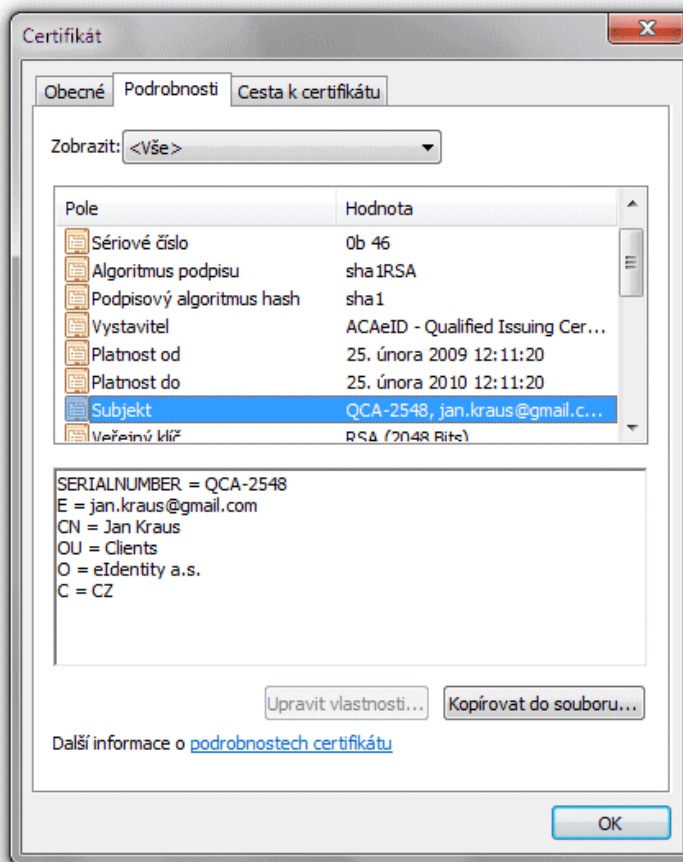 Certifikát
Obecné Podrobnosti Cesta k certifikátu
Zobrazit: <Vše>
Pole Hodnota
Sériové číslo 0b 46
Algoritmus podpisu sha1RSA
Podpisový algoritmus hash sha1
Vystavitel ACAeID - Qualified Issuing Cer...
Platnost od 25. února 2009 12:11:20
Platnost do 25. února 2010 12:11:20
Subjekt QCA-2548, jan.kraus@gmail.c...
Veřejný klíč RSA (2048 Bits)
SERIALNUMBER = QCA-2548
E = jan.kraus@gmail.com
CN = Jan Kraus
OU = Clients
O = eIdentity a.s.
C = CZ
Upravit vlastnosti... Kopírovat do souboru...
Další informace o podrobnostech certifikátu
OK